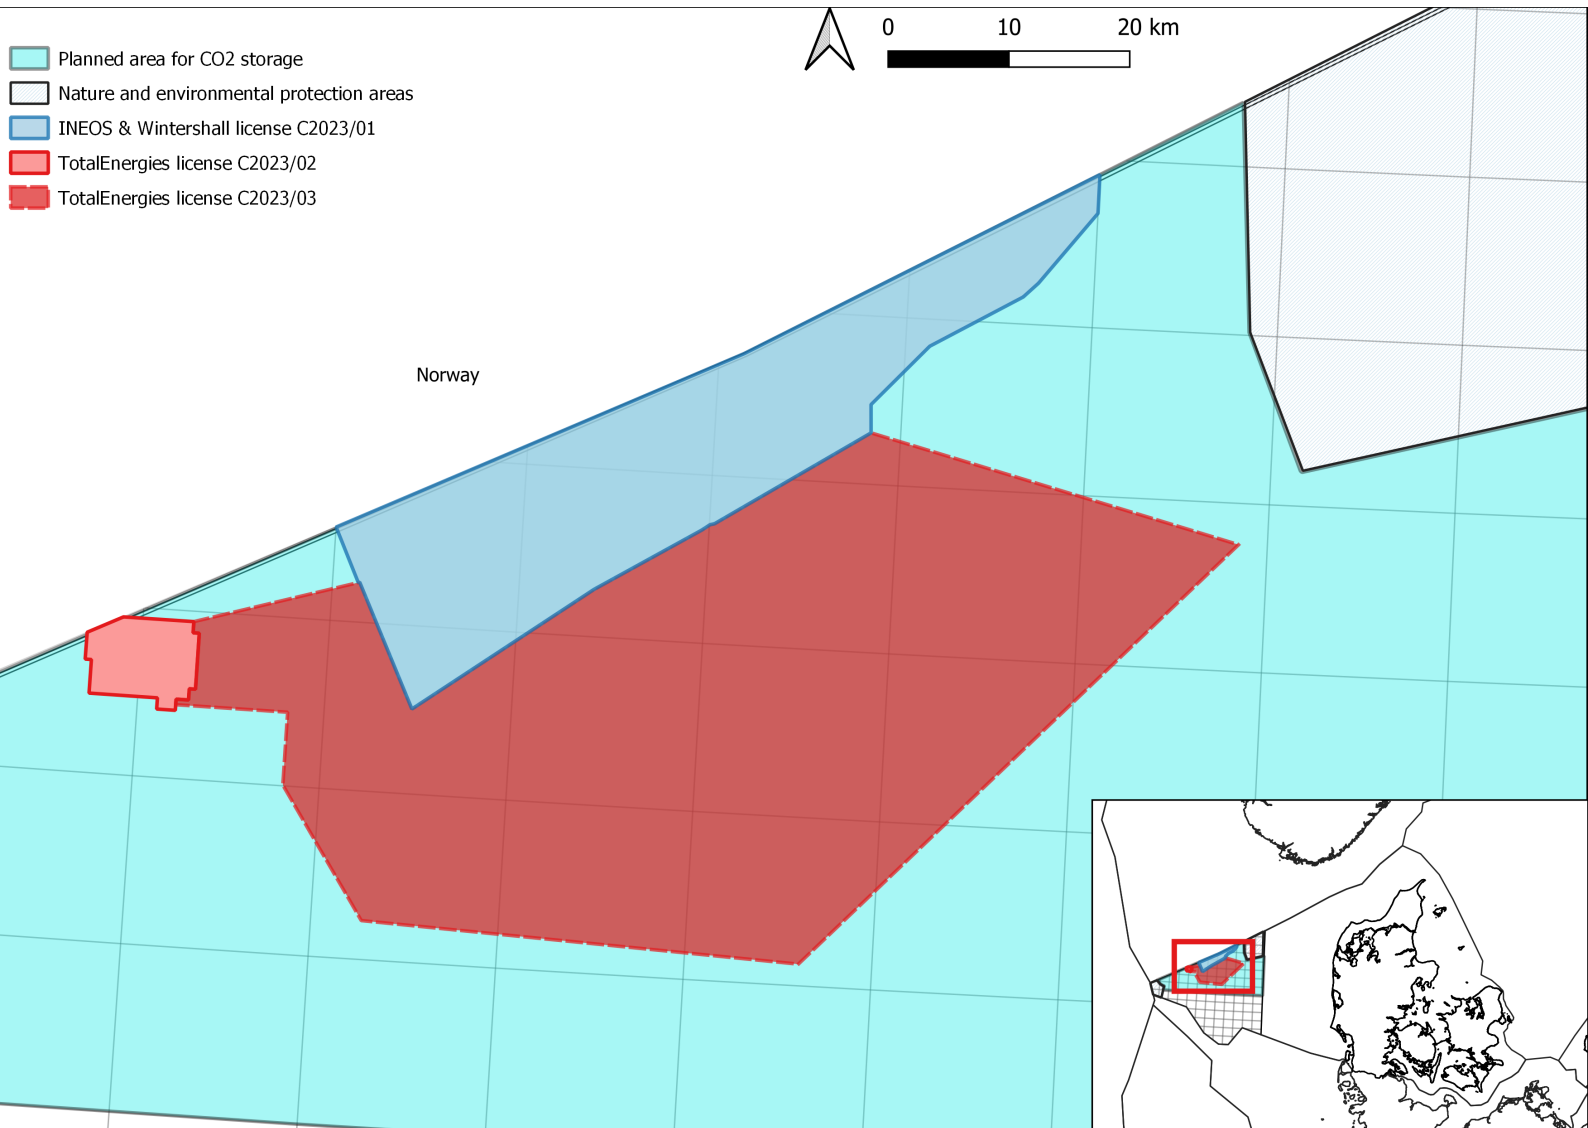 0 10 20 km
Planned area for CO2 storage
Nature and environmental protection areas
INEOS & Wintershall license C2023/01
TotalEnergies license C2023/02
TotalEnergies license C2023/03
Norway